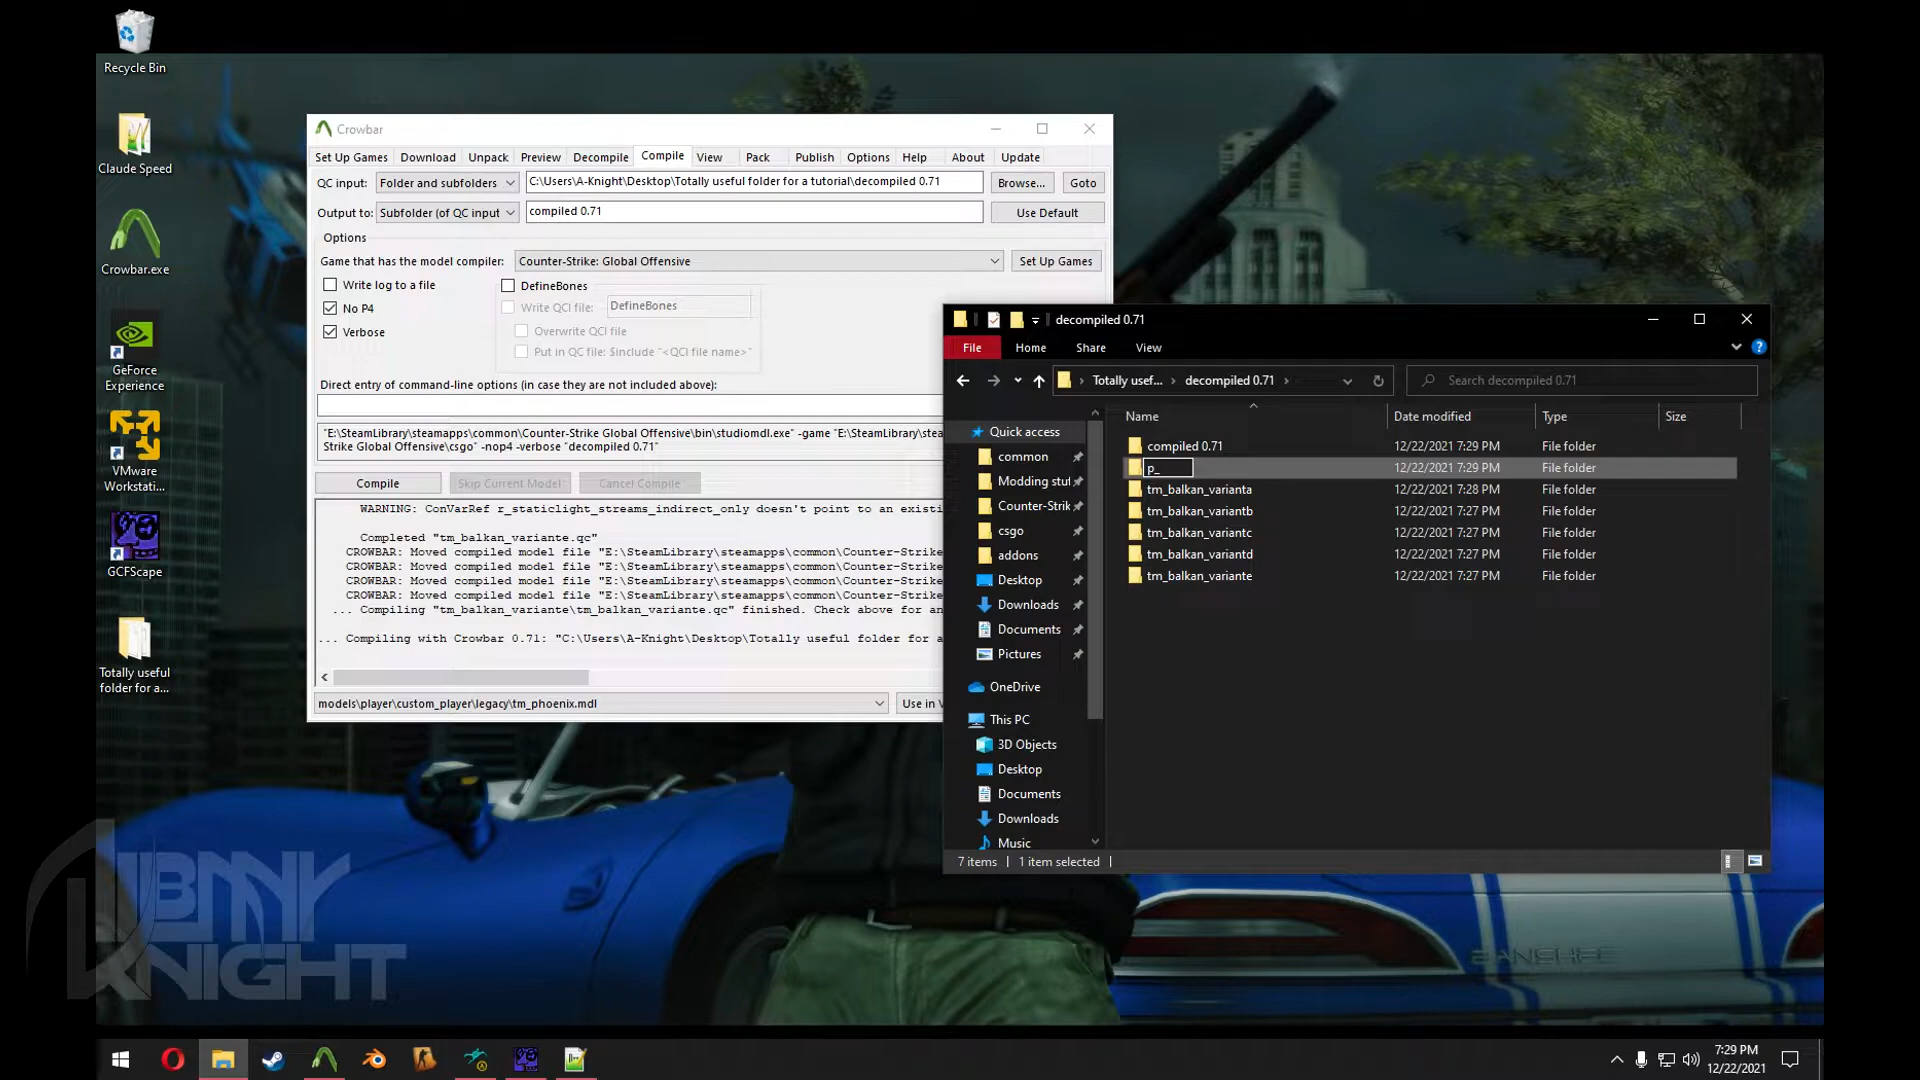 Recycle Bin
Claude Speed
Crowbar.exe
GeForce
Experience
VMware
Workstati...
GCFScape
Totally useful
folder for a...
Crowbar
Set Up Games
Download
Unpack
Preview
Decompile
Compile
View
Pack
Publish
Options
Help
About
Update
QC input:
Folder and subfolders
C:\Users\A-Knight\Desktop\Totally useful folder for a tutorial\decompiled 0.71
Browse...
Goto
Output to:
Subfolder (of QC input
compiled 0.71
Use Default
Options
Game that has the model compiler:
Counter-Strike: Global Offensive
Set Up Games
Write log to a file
DefineBones
No P4
Write QCI file:
DefineBones
Verbose
Overwrite QCI file
Put in QC file: $include "<QCI file name>"
Direct entry of command-line options (in case they are not included above):
"E:\SteamLibrary\steamapps\common\Counter-Strike Global Offensive\bin\studiomdl.exe" -game "E:\SteamLibrary\stea
Strike Global Offensive\csgo" -nop4 -verbose "decompiled 0.71"
Compile
Skip Current Model
Cancel Compile
WARNING: ConVarRef r_staticlight_streams_indirect_only doesn't point to an existi
Completed "tm_balkan_variante.qc"
CROWBAR: Moved compiled model file "E:\SteamLibrary\steamapps\common\Counter-Strike
CROWBAR: Moved compiled model file "E:\SteamLibrary\steamapps\common\Counter-Strike
CROWBAR: Moved compiled model file "E:\SteamLibrary\steamapps\common\Counter-Strike
CROWBAR: Moved compiled model file "E:\SteamLibrary\steamapps\common\Counter-Strike
... Compiling "tm_balkan_variante\tm_balkan_variante.qc" finished. Check above for an
... Compiling with Crowbar 0.71: "C:\Users\A-Knight\Desktop\Totally useful folder for a
models\player\custom_player\legacy\tm_phoenix.mdl
Use in V
decompiled 0.71
File
Home
Share
View
Totally usef...
decompiled 0.71
Search decompiled 0.71
Name
Date modified
Type
Size
Quick access
common
Modding stuf
Counter-Strik
csgo
addons
Desktop
Downloads
Documents
Pictures
OneDrive
This PC
3D Objects
Desktop
Documents
Downloads
Music
compiled 0.71 12/22/2021 7:29 PM File folder
p_ 12/22/2021 7:29 PM File folder
tm_balkan_varianta 12/22/2021 7:28 PM File folder
tm_balkan_variantb 12/22/2021 7:27 PM File folder
tm_balkan_variantc 12/22/2021 7:27 PM File folder
tm_balkan_variantd 12/22/2021 7:27 PM File folder
tm_balkan_variante 12/22/2021 7:27 PM File folder
7 items
1 item selected
BANSHEE
KNIGHT
7:29 PM
12/22/2021